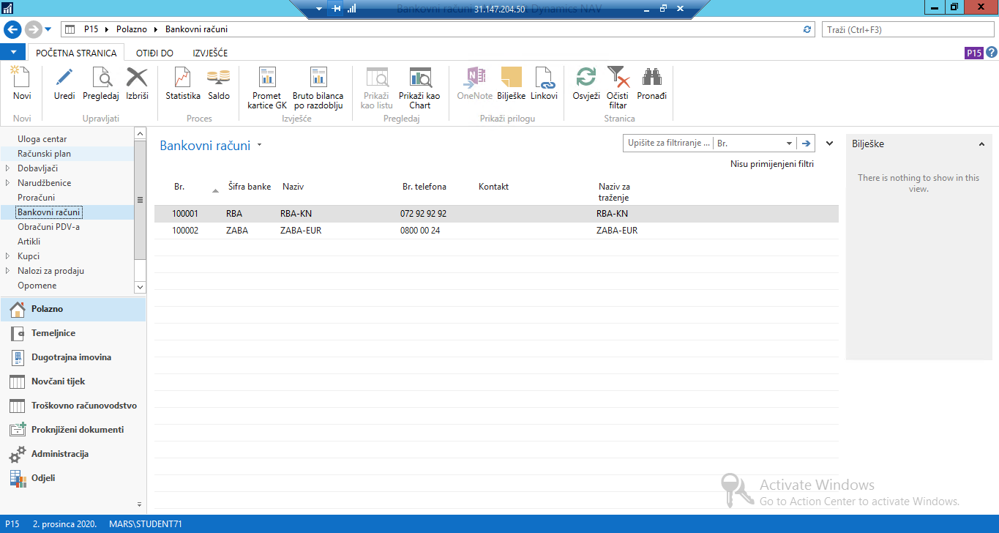 Bankovni računi
31.147.204.50
Dynamics NAV
P15 Polazno Bankovni računi
Traži (Ctrl+F3)
POČETNA STRANICA OTIĐI DO IZVJEŠĆE
P15
Novi
Uredi Pregledaj Izbriši
Statistika Saldo
Promet
kartice GK
Bruto bilanca
po razdoblju
Prikaži
kao listu
Prikaži kao
Chart
OneNote Bilješke Linkovi
Osvježi Očisti
filtar
Pronađi
Novi Upravljati Proces Izvješće Pregledaj Prikaži prilogu Stranica
Uloga centar
Računski plan
Dobavljači
Narudžbenice
Proračuni
Bankovni računi
Obračuni PDV-a
Artikli
Kupci
Nalozi za prodaju
Opomene
Polazno
Temeljnice
Dugotrajna imovina
Novčani tijek
Troškovno računovodstvo
Proknjiženi dokumenti
Administracija
Odjeli
Bankovni računi
Upišite za filtriranje ... Br.
Nisu primijenjeni filtri
Br. Šifra banke Naziv Br. telefona Kontakt Naziv za
traženje
100001 RBA RBA-KN 072 92 92 92 RBA-KN
100002 ZABA ZABA-EUR 0800 00 24 ZABA-EUR
Bilješke
There is nothing to show in this
view.
Activate Windows
Go to Action Center to activate Windows.
P15 2. prosinca 2020. MARS\STUDENT71